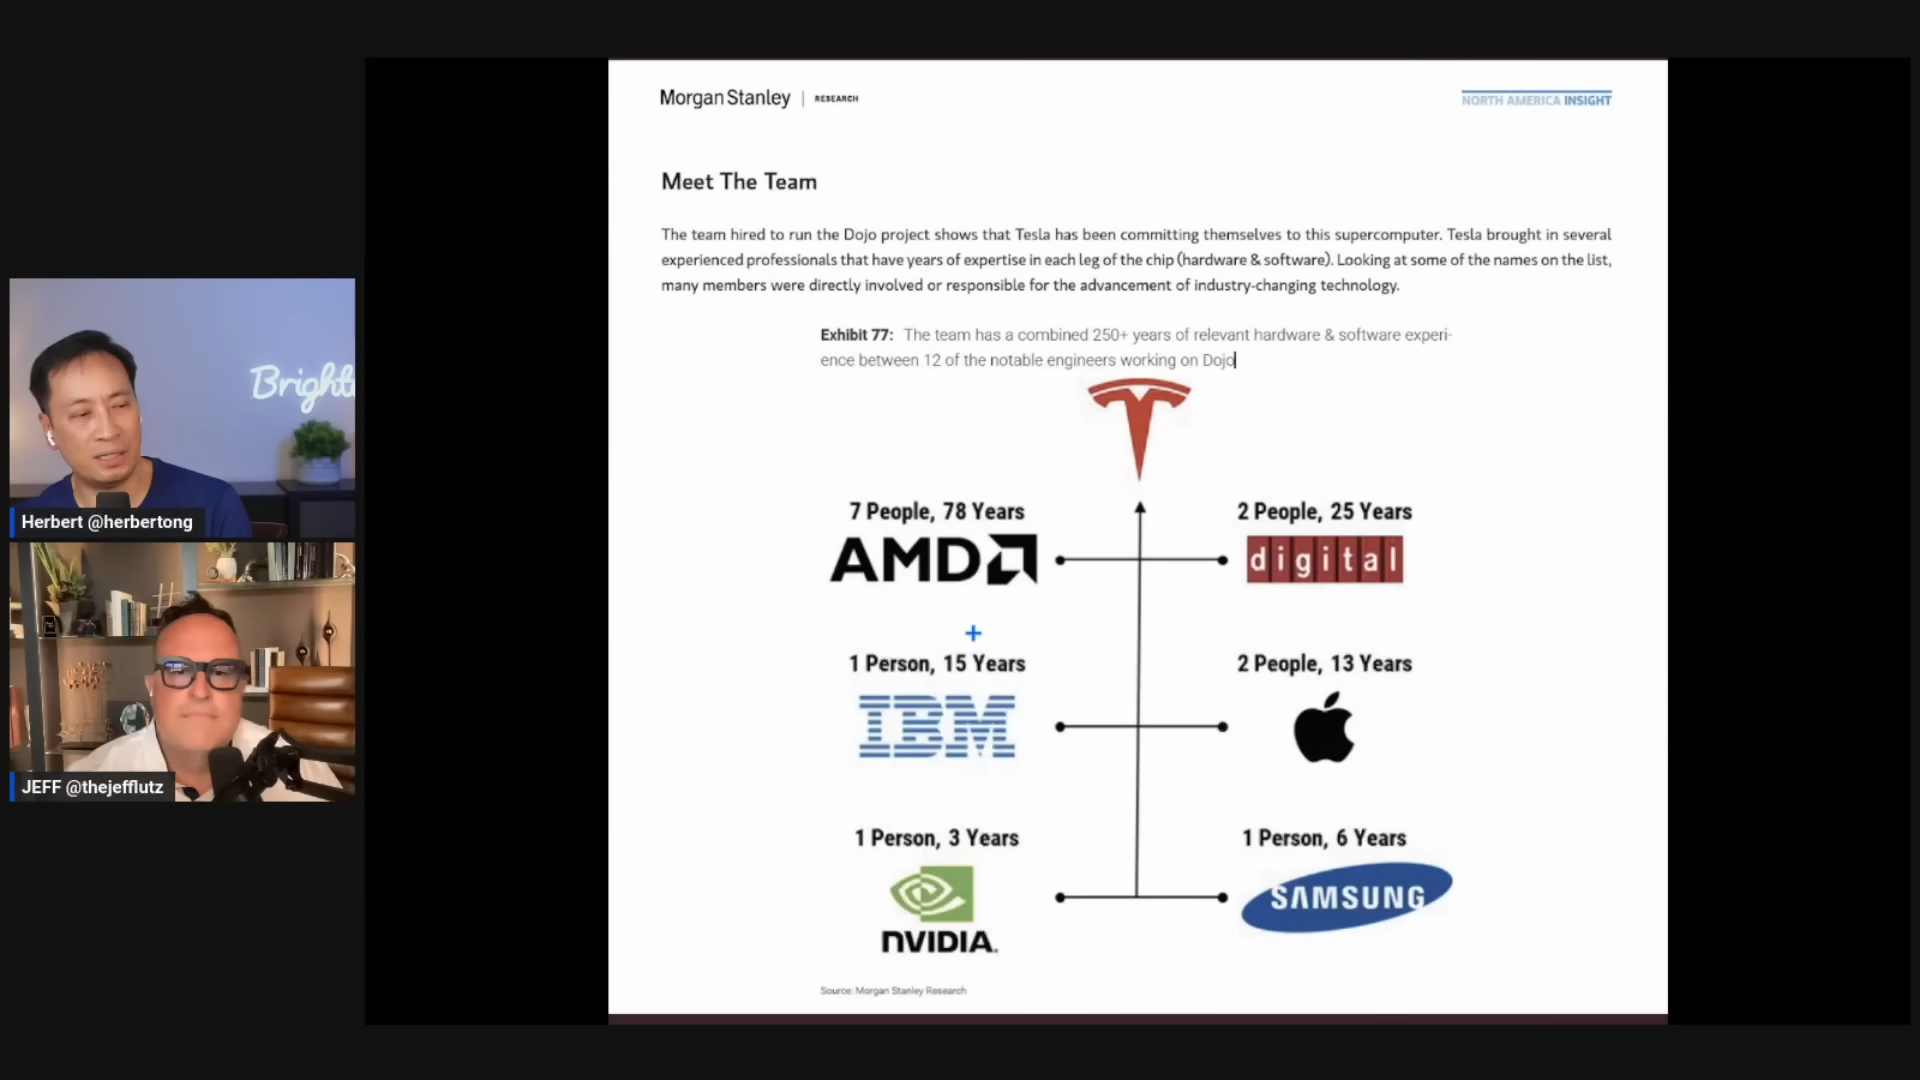 Morgan Stanley | RESEARCH
NORTH AMERICA INSIGHT
Meet The Team
The team hired to run the Dojo project shows that Tesla has been committing themselves to this supercomputer. Tesla brought in several
experienced professionals that have years of expertise in each leg of the chip (hardware & software). Looking at some of the names on the list,
many members were directly involved or responsible for the advancement of industry-changing technology.
Exhibit 77: The team has a combined 250+ years of relevant hardware & software experi-
ence between 12 of the notable engineers working on Dojo
7 People, 78 Years
AMD
2 People, 25 Years
digital
1 Person, 15 Years
IBM
2 People, 13 Years
1 Person, 3 Years
NVIDIA.
1 Person, 6 Years
SAMSUNG
Source: Morgan Stanley Research
Herbert @herbertong
JEFF @thejefflutz